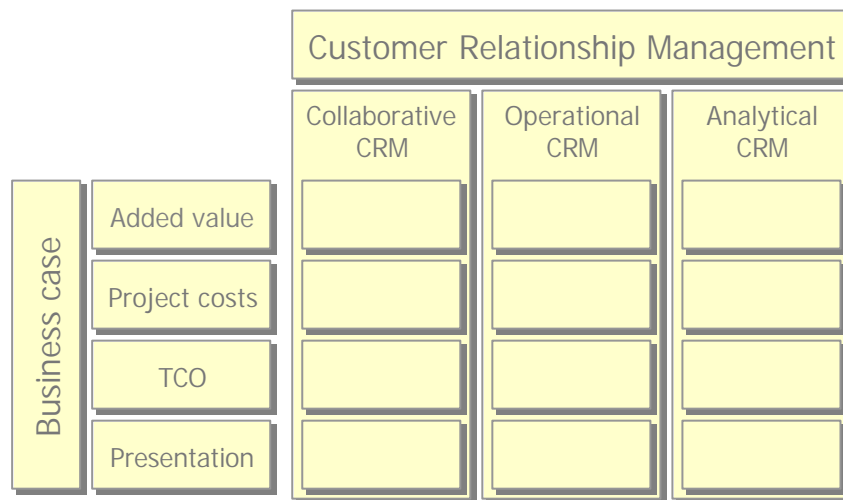 Customer Relationship Management
Collaborative
CRM
Operational
CRM
Analytical
CRM
Business case
Added value
Project costs
TCO
Presentation